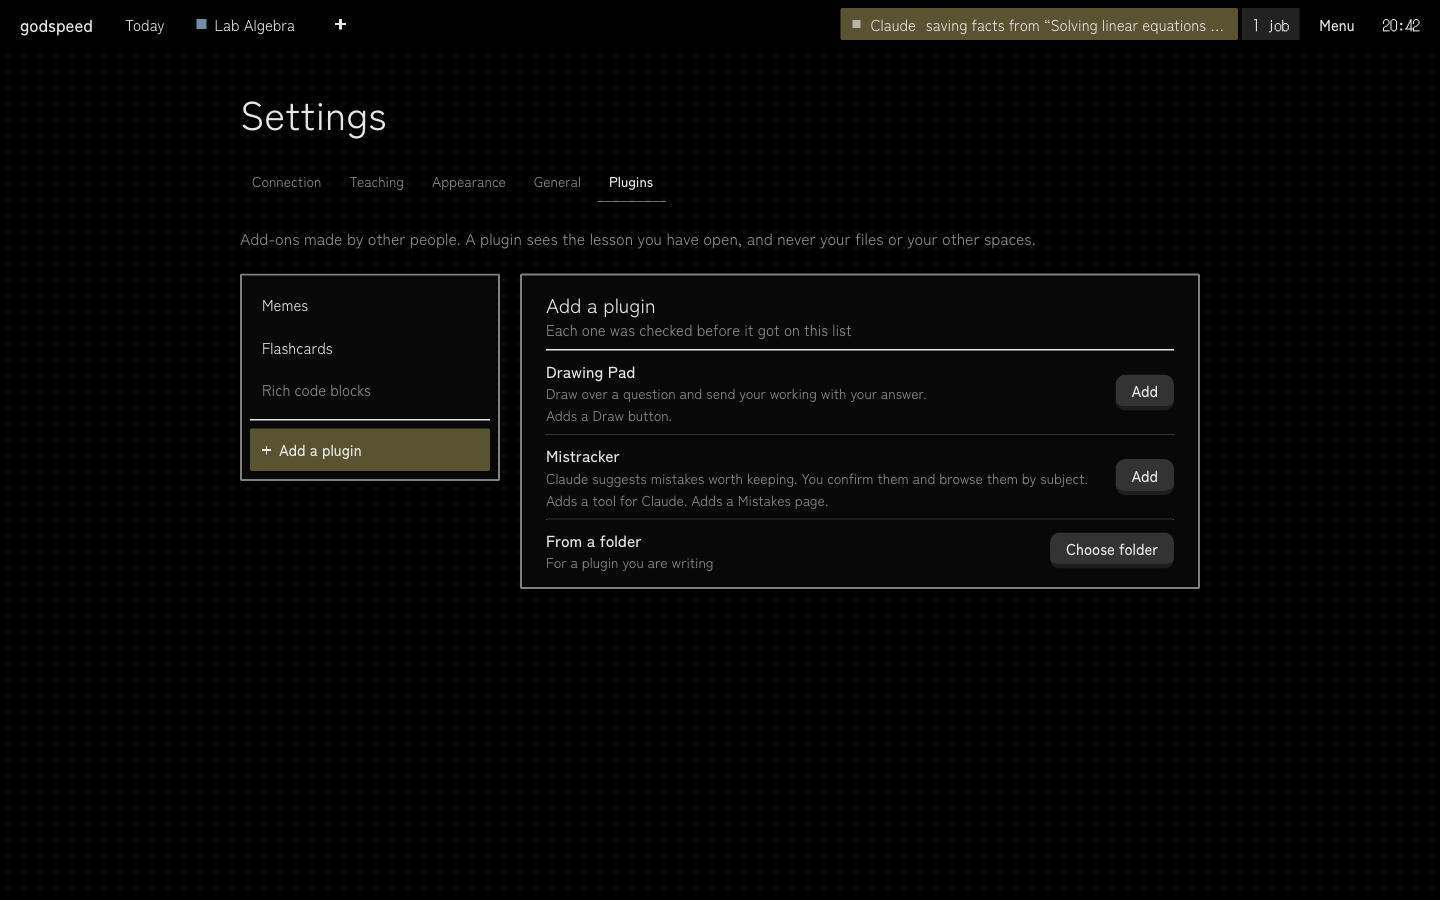 godspeed Today Lab Algebra + Claude saving facts from “Solving linear equations ... 1 job Menu 20:42
Settings
Connection Teaching Appearance General Plugins
Add-ons made by other people. A plugin sees the lesson you have open, and never your files or your other spaces.
Memes
Flashcards
Rich code blocks
+ Add a plugin
Add a plugin
Each one was checked before it got on this list
Drawing Pad
Draw over a question and send your working with your answer.
Adds a Draw button.
Add
Mistracker
Claude suggests mistakes worth keeping. You confirm them and browse them by subject.
Adds a tool for Claude. Adds a Mistakes page.
Add
From a folder
For a plugin you are writing
Choose folder